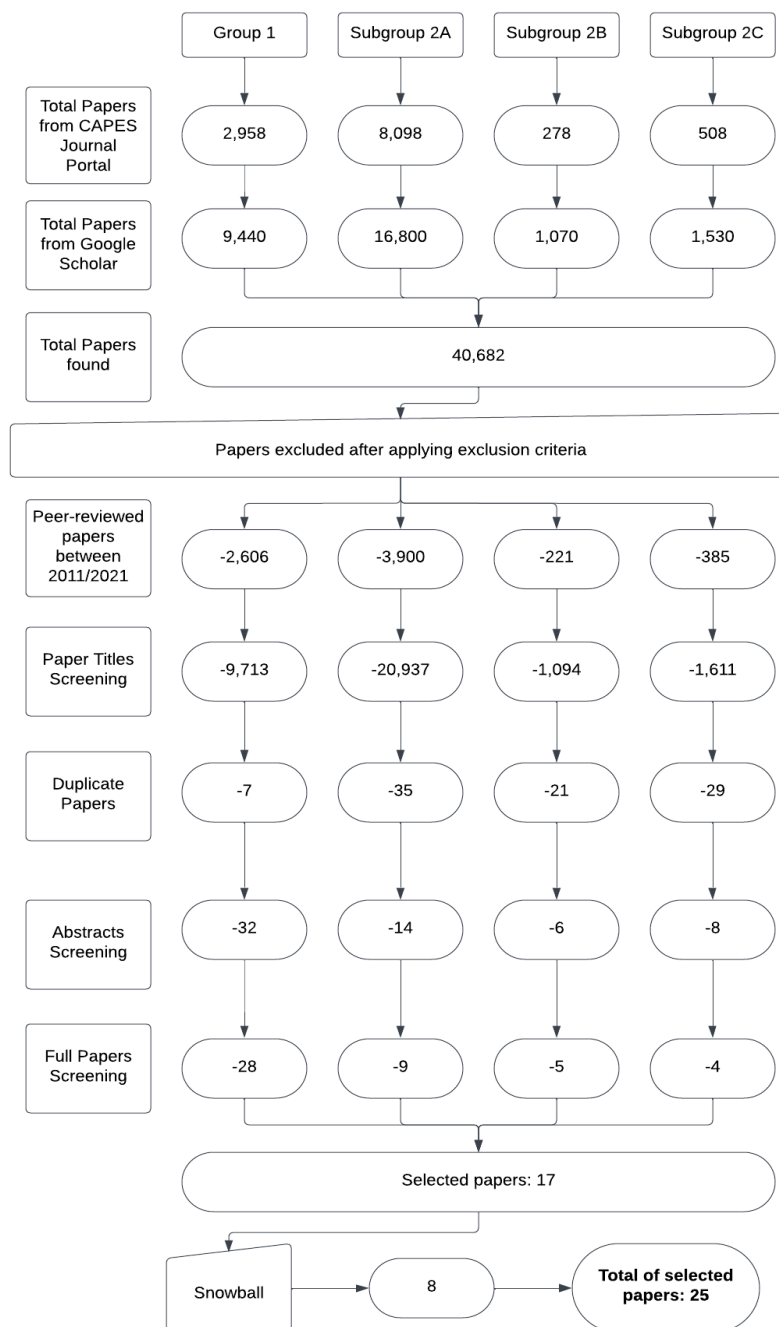 Group 1
Subgroup 2A
Subgroup 2B
Subgroup 2C
Total Papers
from CAPES
Journal
Portal
2,958
8,098
278
508
Total Papers
from Google
Scholar
9,440
16,800
1,070
1,530
Total Papers
found
40,682
Papers excluded after applying exclusion criteria
Peer-reviewed
papers
between
2011/2021
-2,606
-3,900
-221
-385
Paper Titles
Screening
-9,713
-20,937
-1,094
-1,611
Duplicate
Papers
-7
-35
-21
-29
Abstracts
Screening
-32
-14
-6
-8
Full Papers
Screening
-28
-9
-5
-4
Selected papers: 17
Snowball
8
Total of selected
papers: 25